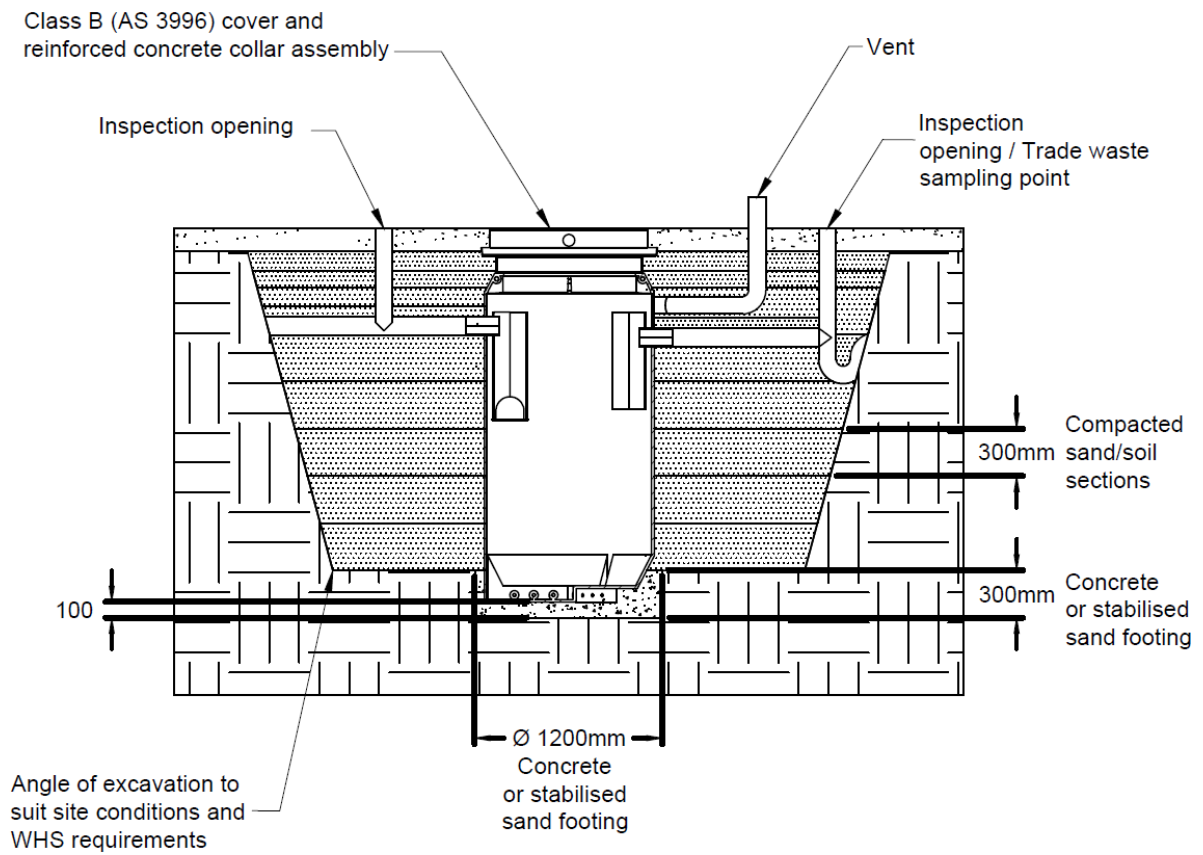 Class B (AS 3996) cover and
reinforced concrete collar assembly
Vent
Inspection opening
Inspection
opening / Trade waste
sampling point
300mm
Compacted
sand/soil
sections
100
300mm
Concrete
or stabilised
sand footing
Ø 1200mm
Concrete
or stabilised
sand footing
Angle of excavation to
suit site conditions and
WHS requirements